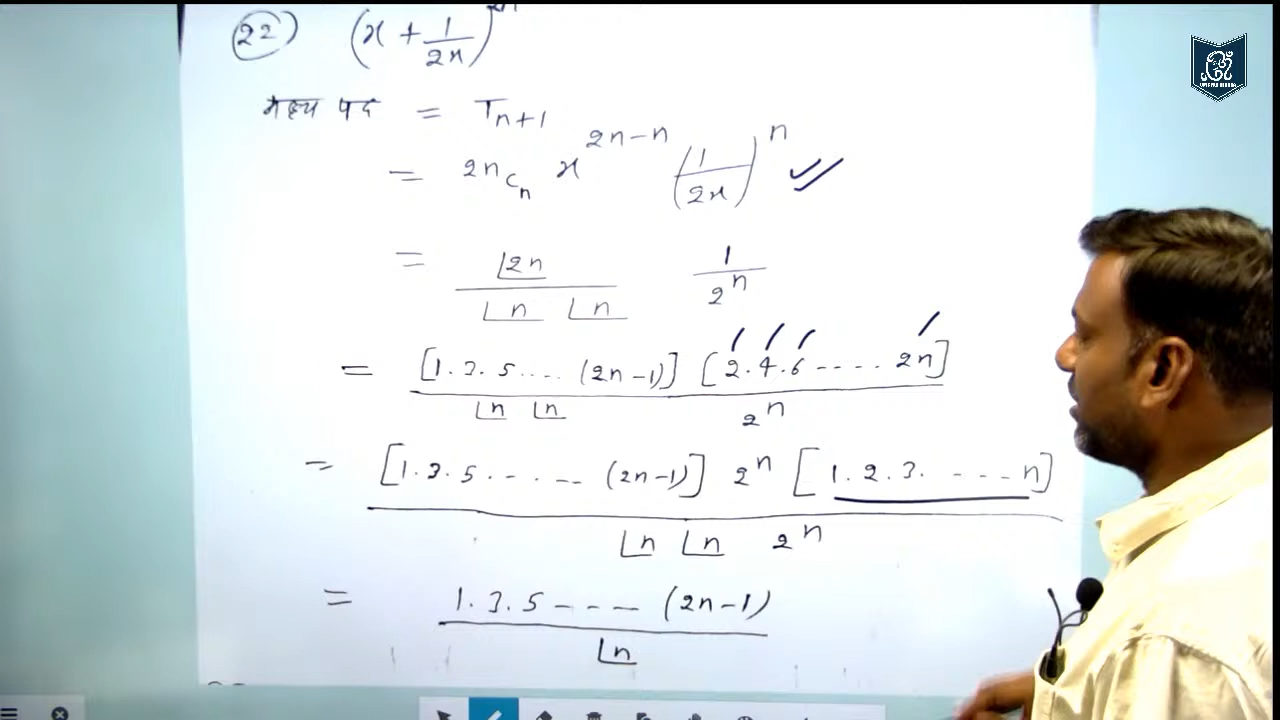 22) (x + 1/2x)^2n
मध्य पद = T_n+1
= 2n_C_n x^2n-n (1/2x)^n
= |2n / |n |n 1 / 2^n
= [1.3.5.... (2n-1)] [2.4.6 ..... 2n] / |n |n 2^n
= [1.3.5 ...... (2n-1)] 2^n [1.2.3. ... n] / |n |n 2^n
= 1.3.5 --- (2n-1) / |n